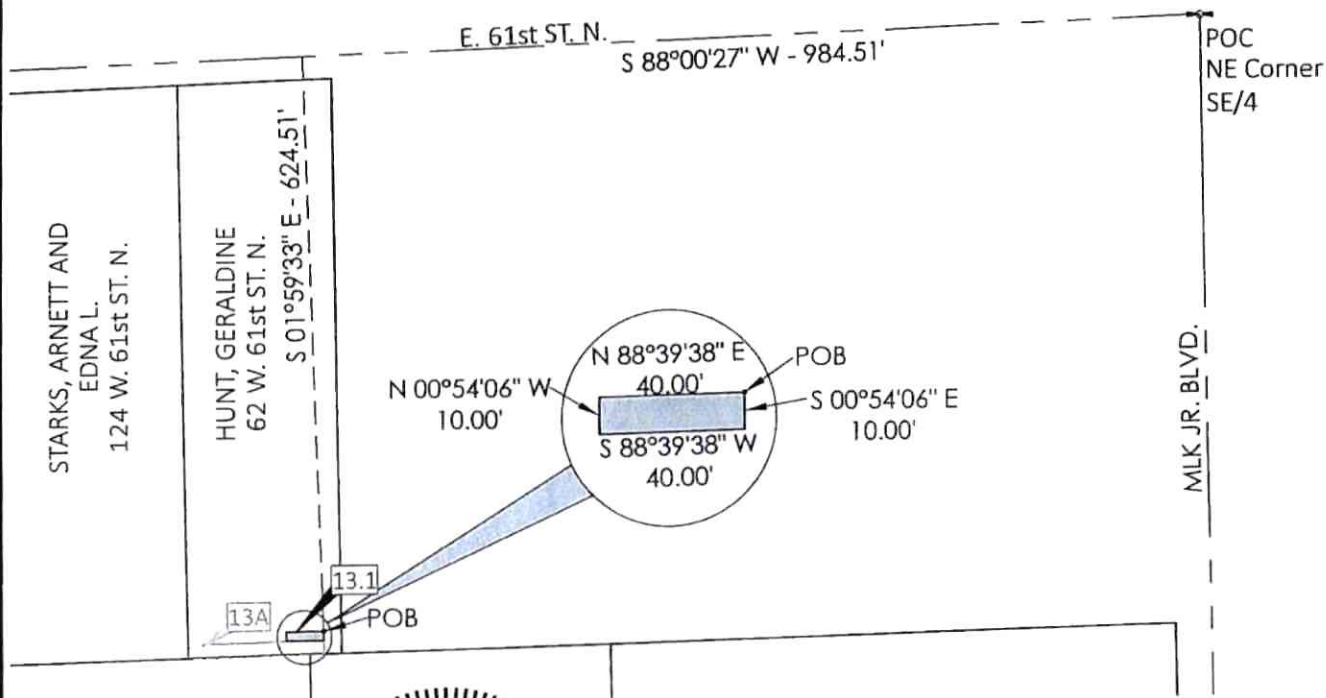 E. 61st ST. N.
S 88°00'27" W - 984.51'
POC
NE Corner
SE/4
STARKS, ARNETT AND
EDNA L.
124 W. 61st ST. N.
HUNT, GERALDINE
62 W. 61st ST. N.
S 01°59'33" E - 624.51'
N 88°39'38" E
40.00'
POB
N 00°54'06" W
10.00'
S 00°54'06" E
10.00'
S 88°39'38" W
40.00'
MLK JR. BLVD.
13.1
13A
POB